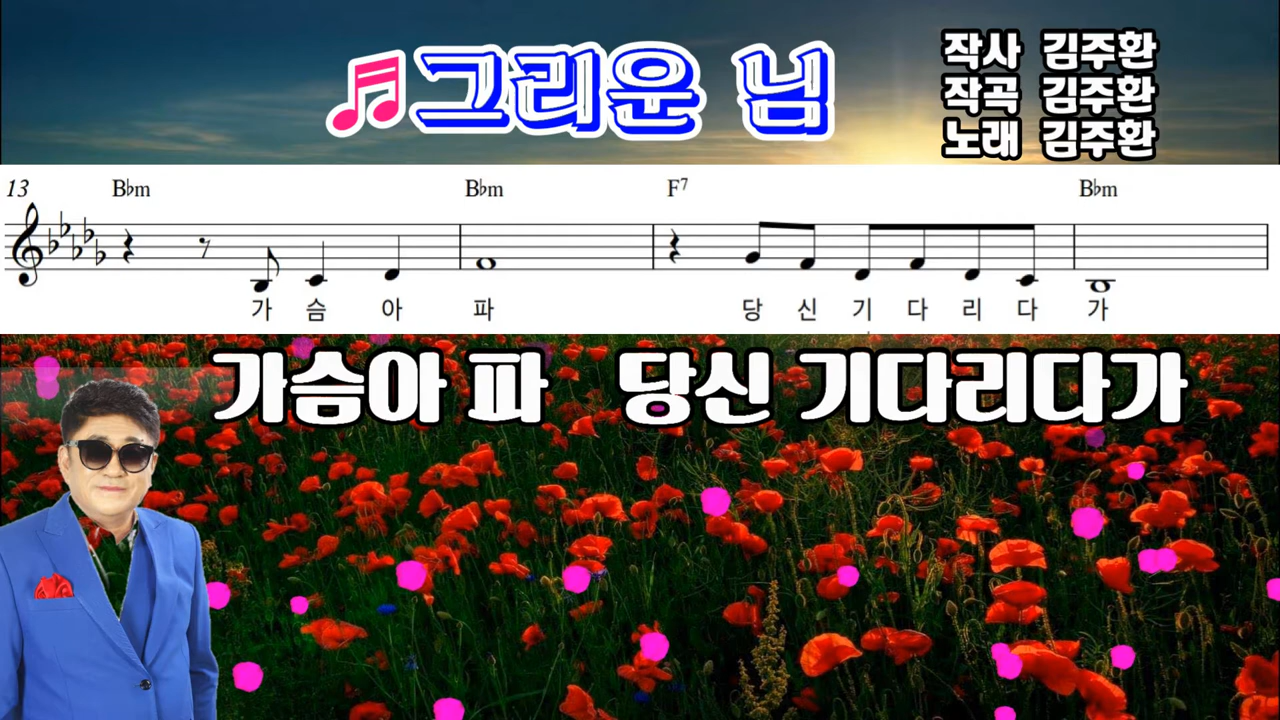 그리운 님
작사 김주환
작곡 김주환
노래 김주환
13 B♭m B♭m F7 B♭m
가 슴 아 파 당 신 기 다 리 다 가
가슴아 파 당신 기다리다가